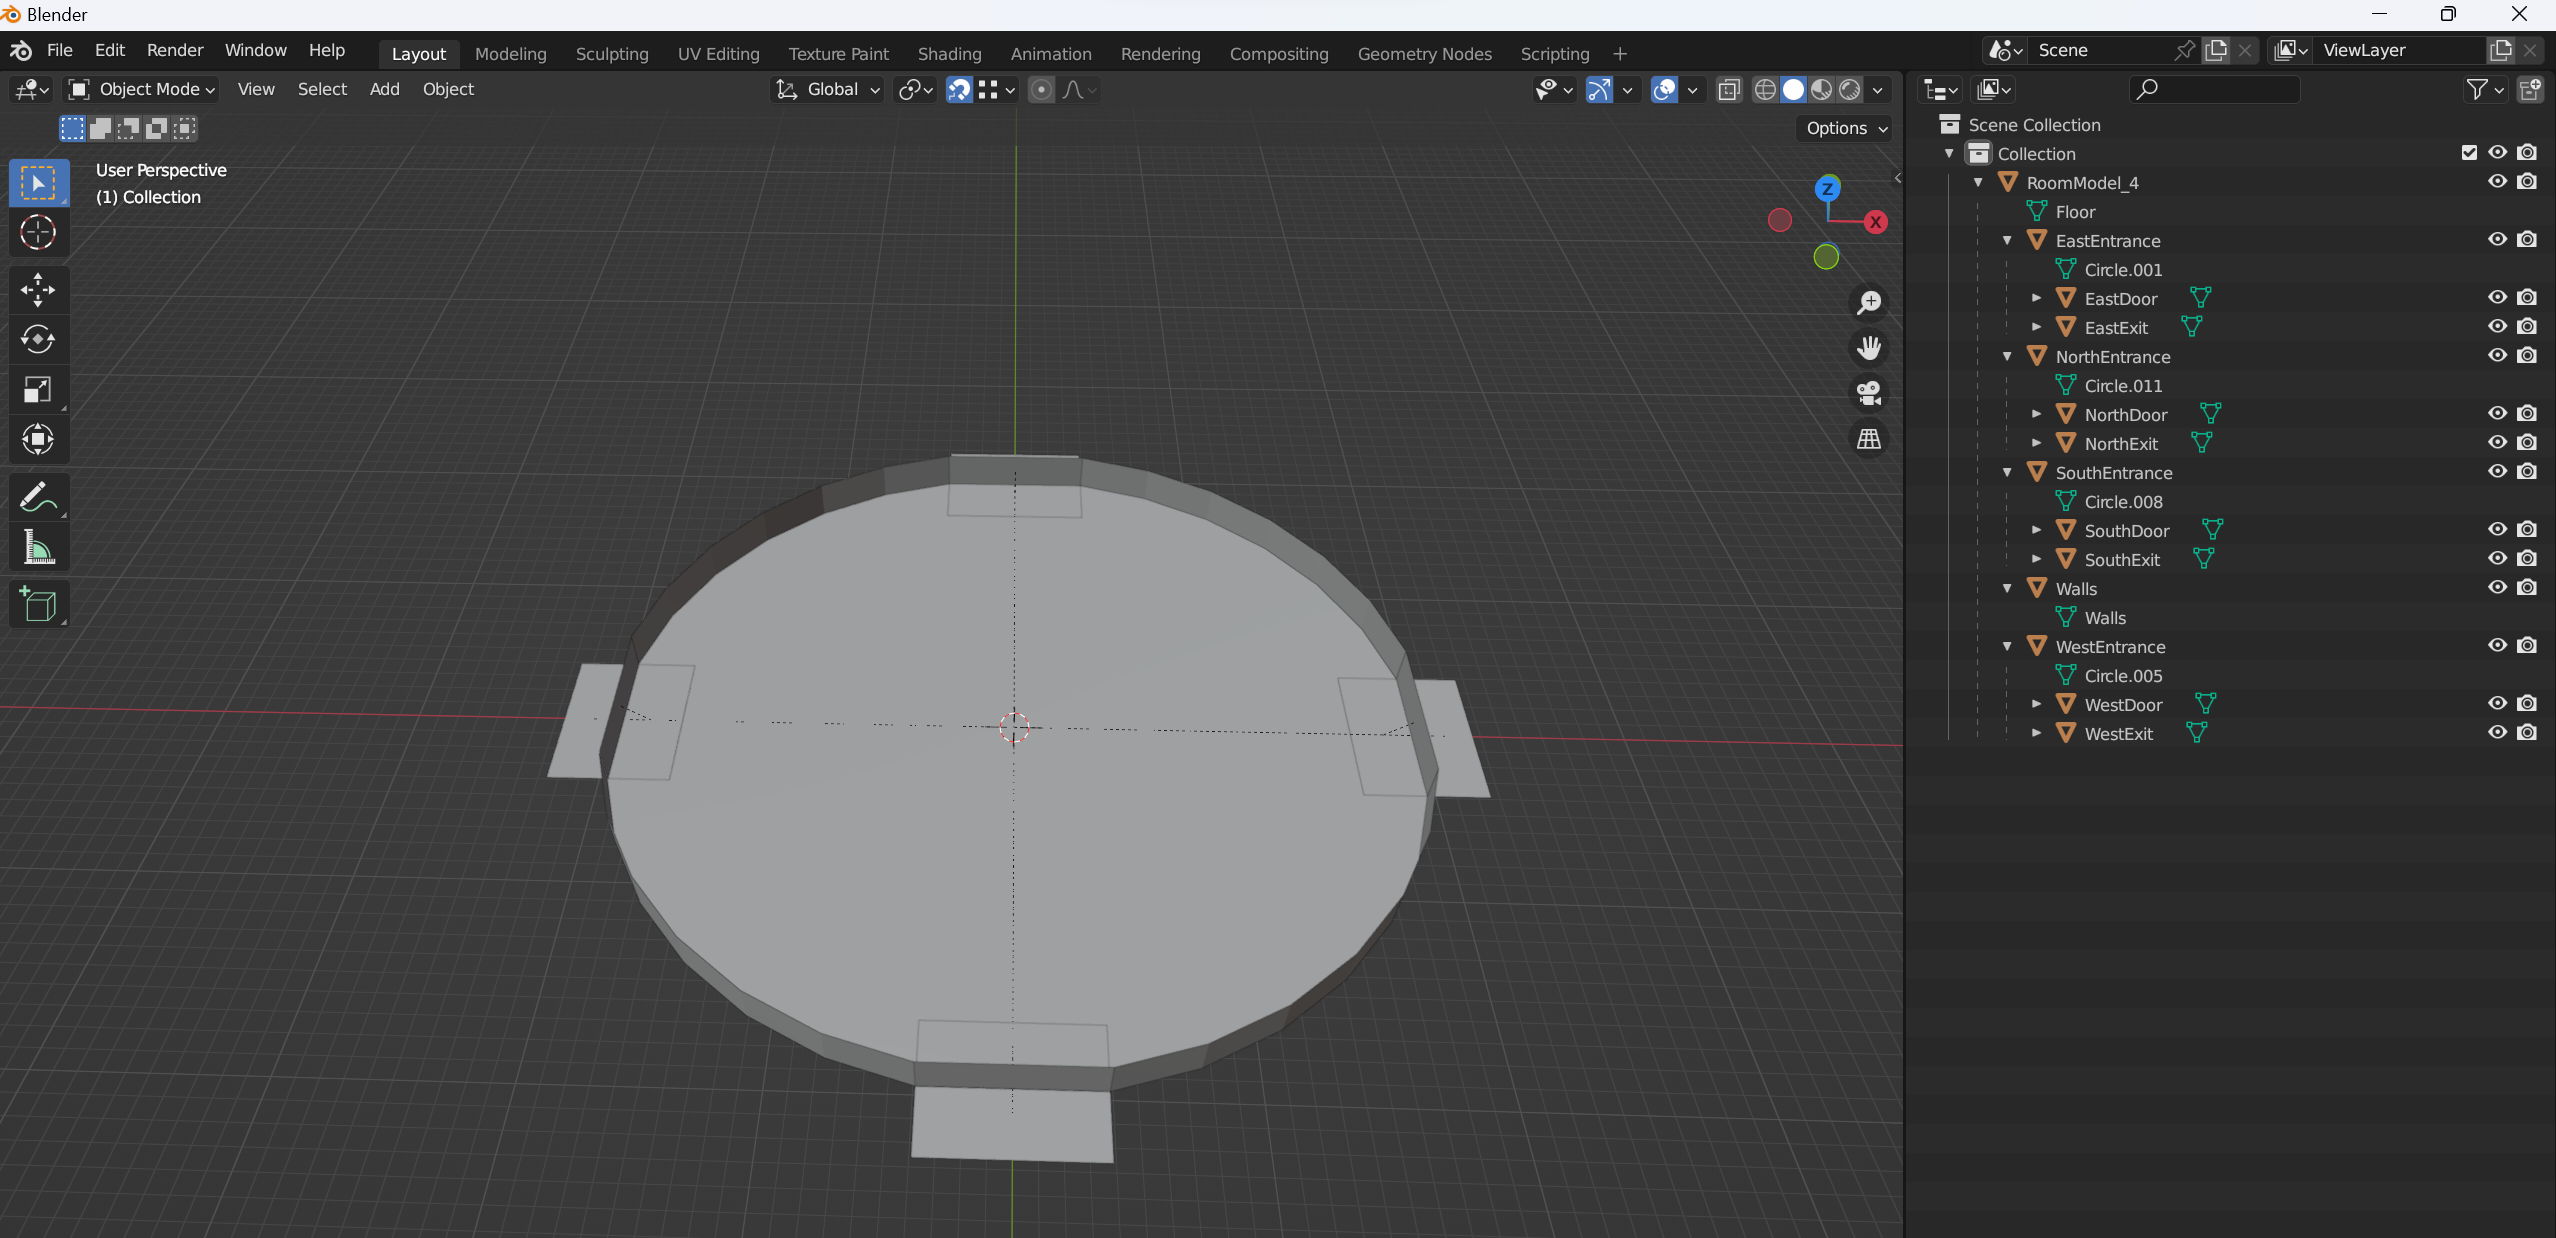 Blender
File Edit Render Window Help Layout Modeling Sculpting UV Editing Texture Paint Shading Animation Rendering Compositing Geometry Nodes Scripting + Scene ViewLayer
Object Mode View Select Add Object Global
Options
User Perspective
(1) Collection
Z
X
Scene Collection
Collection
RoomModel_4
Floor
EastEntrance
Circle.001
EastDoor
EastExit
NorthEntrance
Circle.011
NorthDoor
NorthExit
SouthEntrance
Circle.008
SouthDoor
SouthExit
Walls
Walls
WestEntrance
Circle.005
WestDoor
WestExit